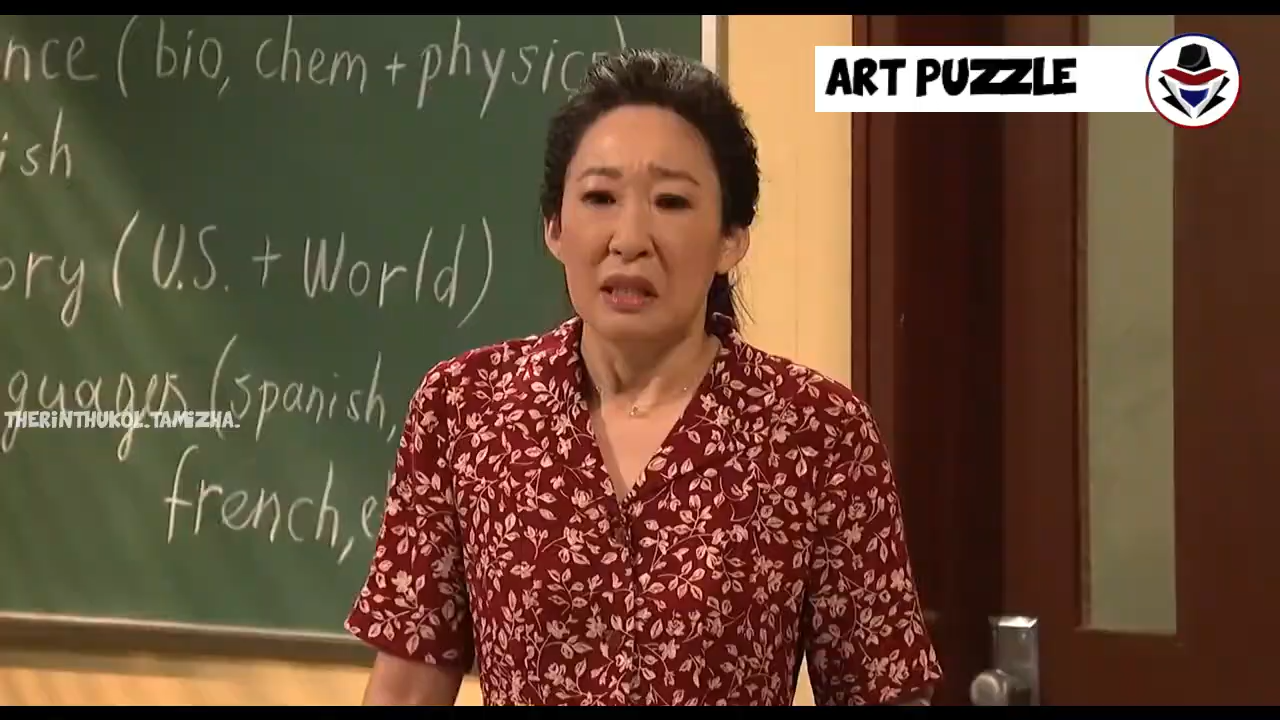 nce (bio, chem + physics)
ART PUZZLE
ish
ory (U.S. + World)
guages (spanish,
THERINTHUKOL.TAMIZHA.
french, e